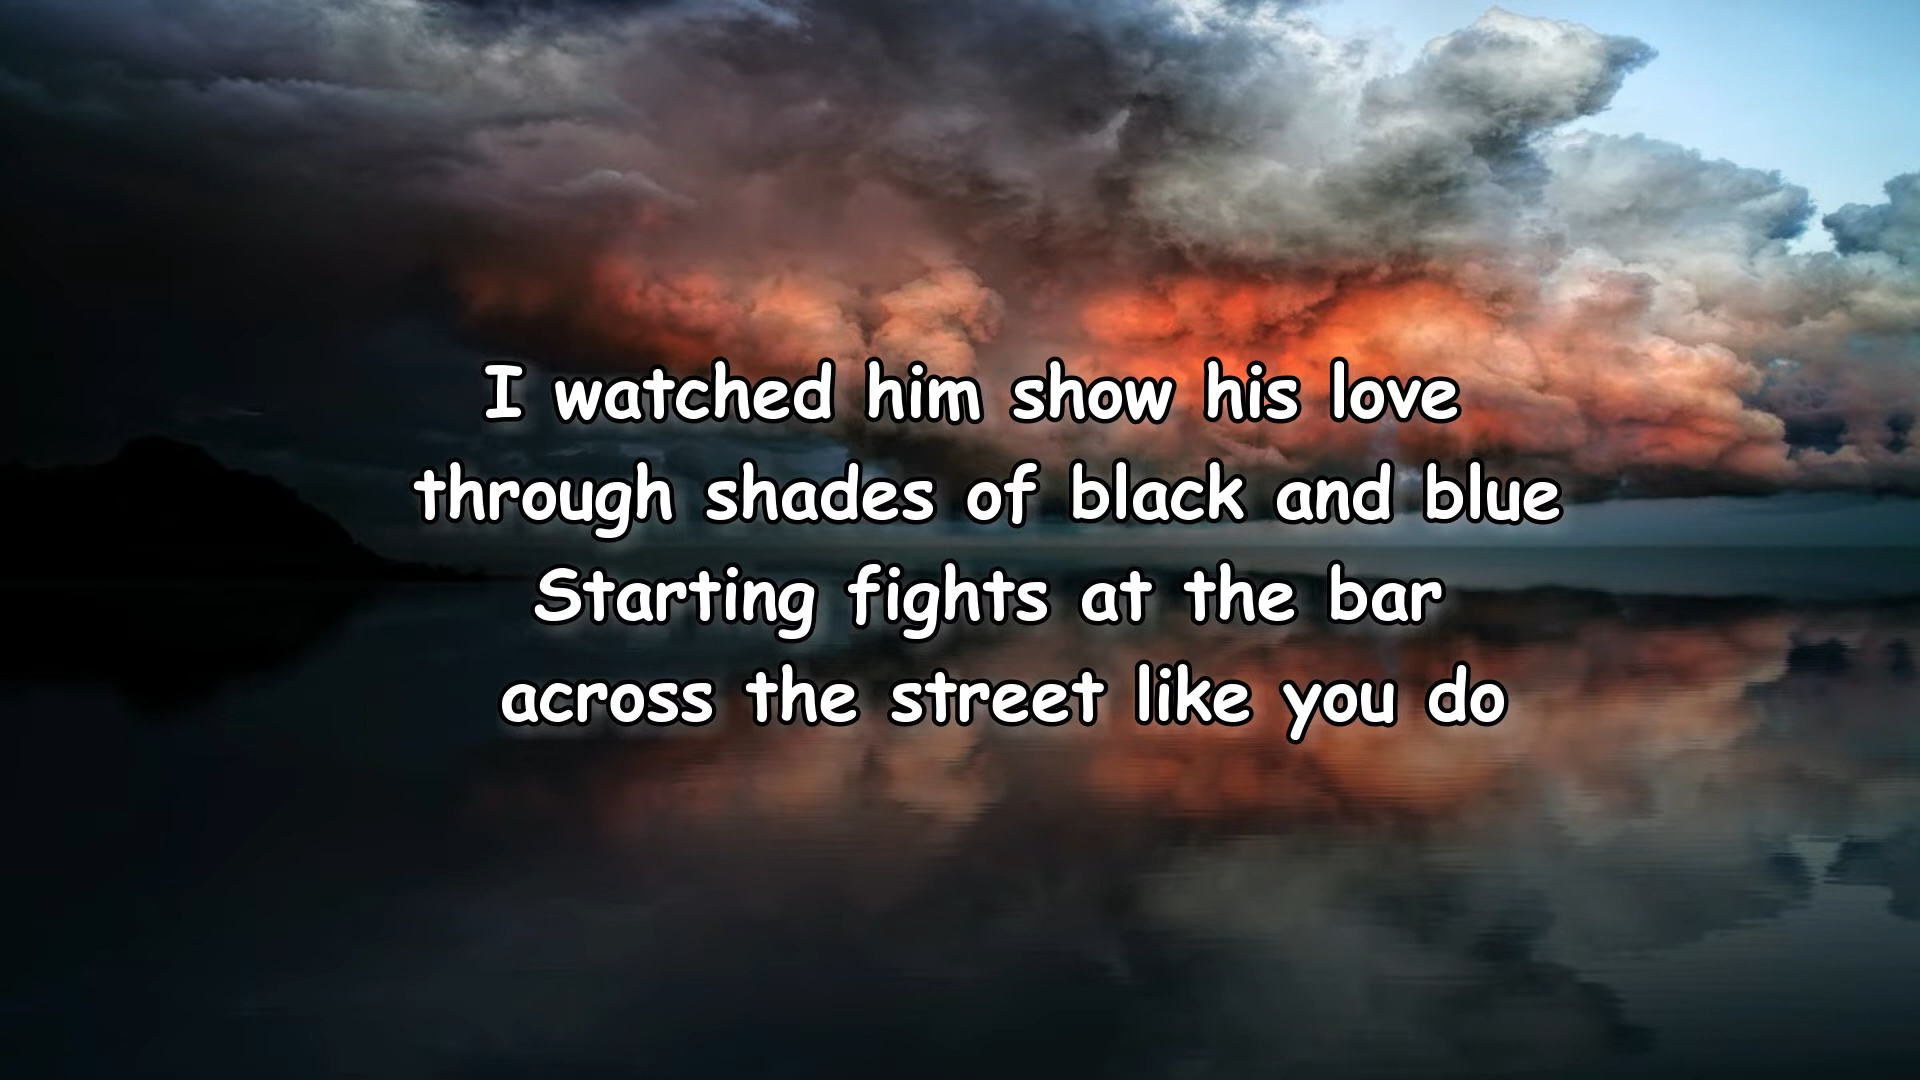 I watched him show his love
through shades of black and blue
Starting fights at the bar
across the street like you do